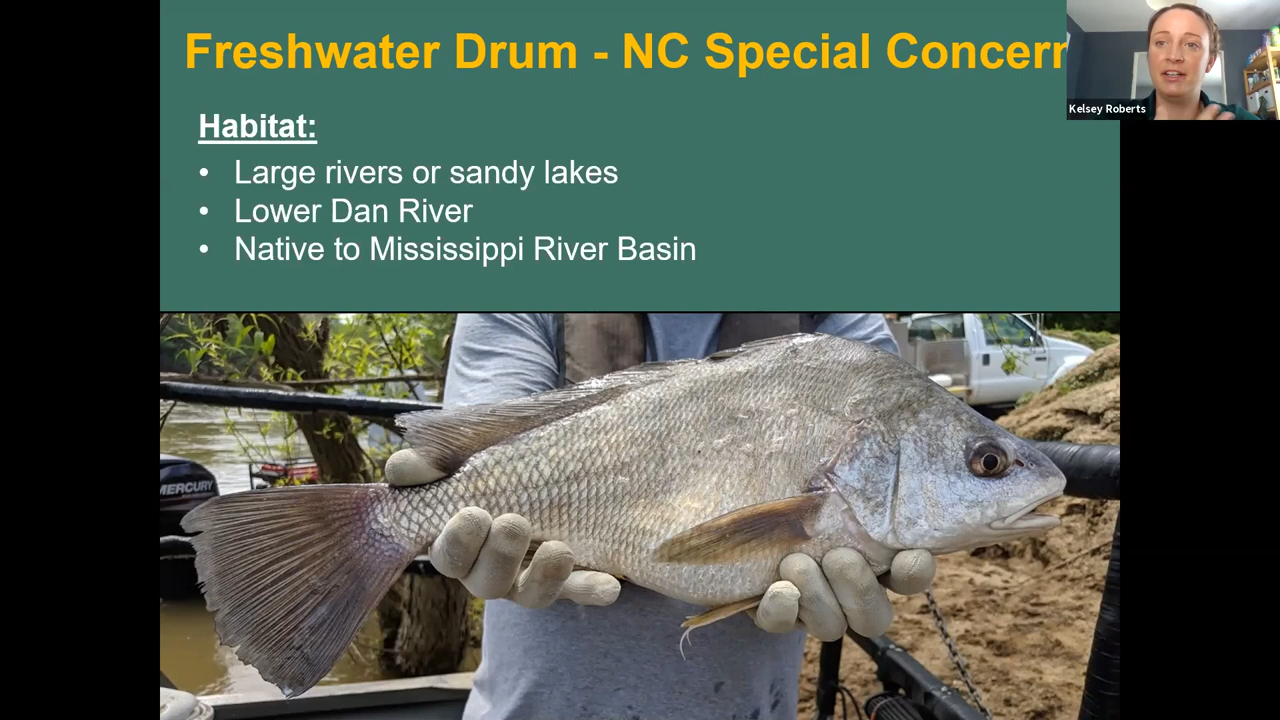 Freshwater Drum - NC Special Concern
Kelsey Roberts
Habitat:
• Large rivers or sandy lakes
• Lower Dan River
• Native to Mississippi River Basin
MERCURY